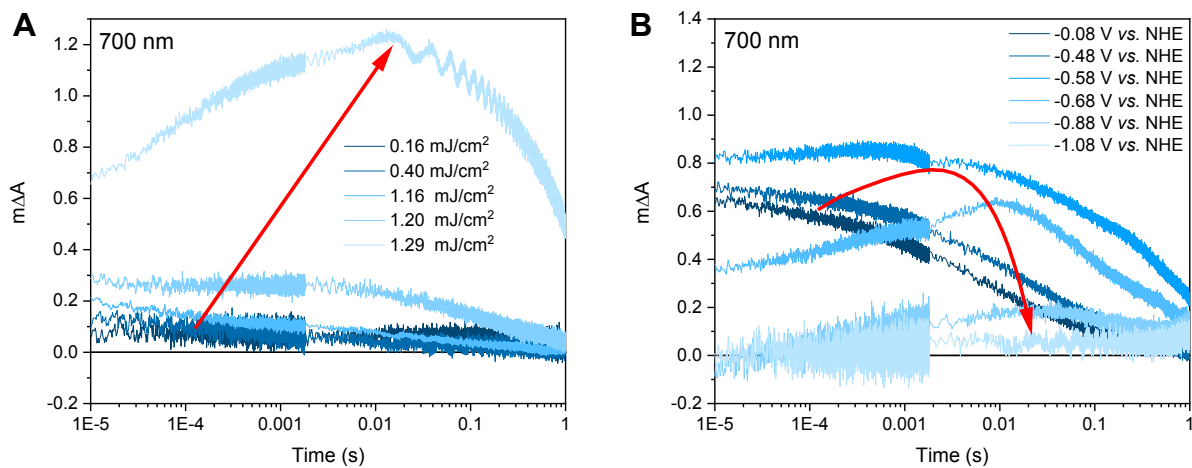 A
700 nm
1.2
1.0
0.8
0.6
0.4
0.2
0.0
-0.2
mΔA
0.16 mJ/cm²
0.40 mJ/cm²
1.16 mJ/cm²
1.20 mJ/cm²
1.29 mJ/cm²
1E-5
1E-4
0.001
0.01
0.1
1
Time (s)
B
700 nm
1.4
1.2
1.0
0.8
0.6
0.4
0.2
0.0
-0.2
mΔA
-0.08 V vs. NHE
-0.48 V vs. NHE
-0.58 V vs. NHE
-0.68 V vs. NHE
-0.88 V vs. NHE
-1.08 V vs. NHE
1E-5
1E-4
0.001
0.01
0.1
1
Time (s)